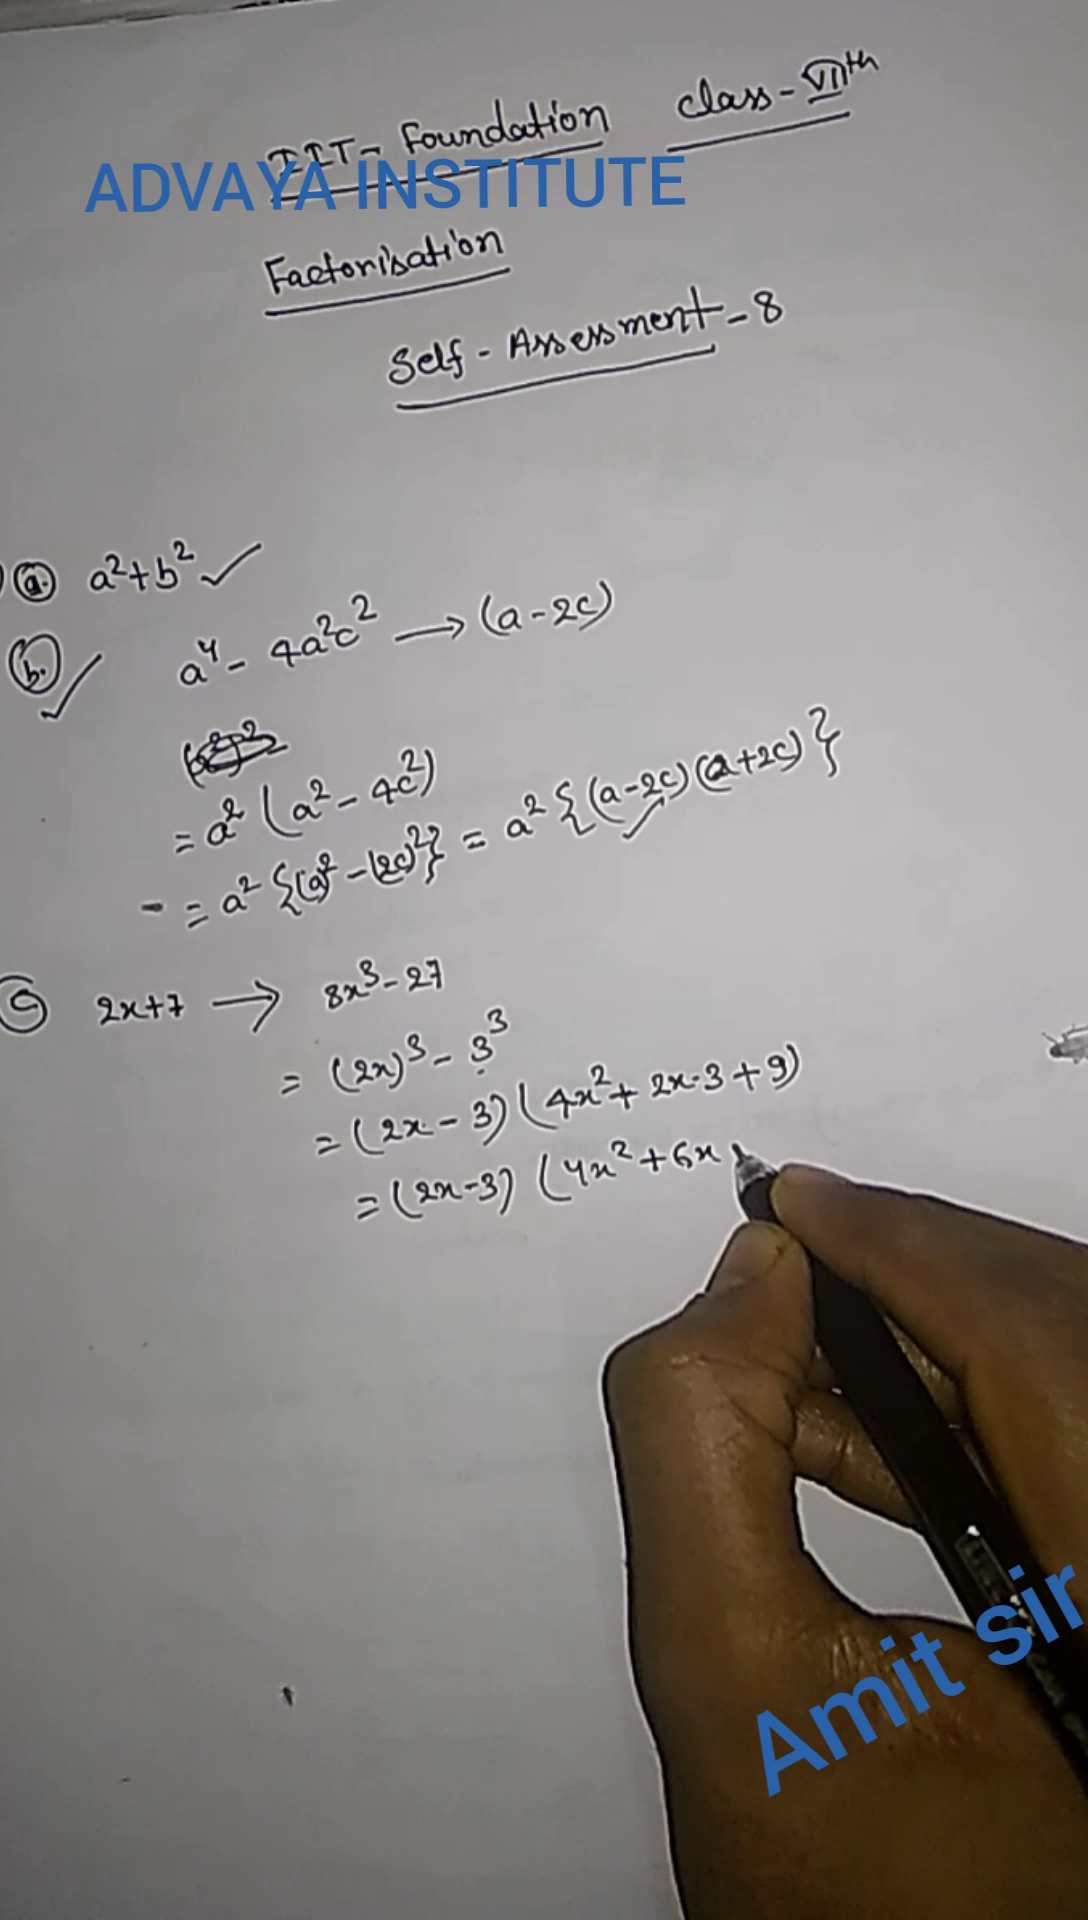 IIT- Foundation class-VIIth
ADVAYA INSTITUTE
Factorisation
Self-Assessment-8
a. a²+b² ✓
b. ✓ a⁴ - 4a²c² → (a-2c)
= a² (a² - 4c²)
- = a² {(a)² - (2c)²} = a² {(a-2c)(a+2c)}
c 2x+7 → 8x³-27
= (2x)³ - 3³
= (2x - 3) (4x² + 2x·3 + 9)
= (2x-3) (4x² + 6x
Amit sir